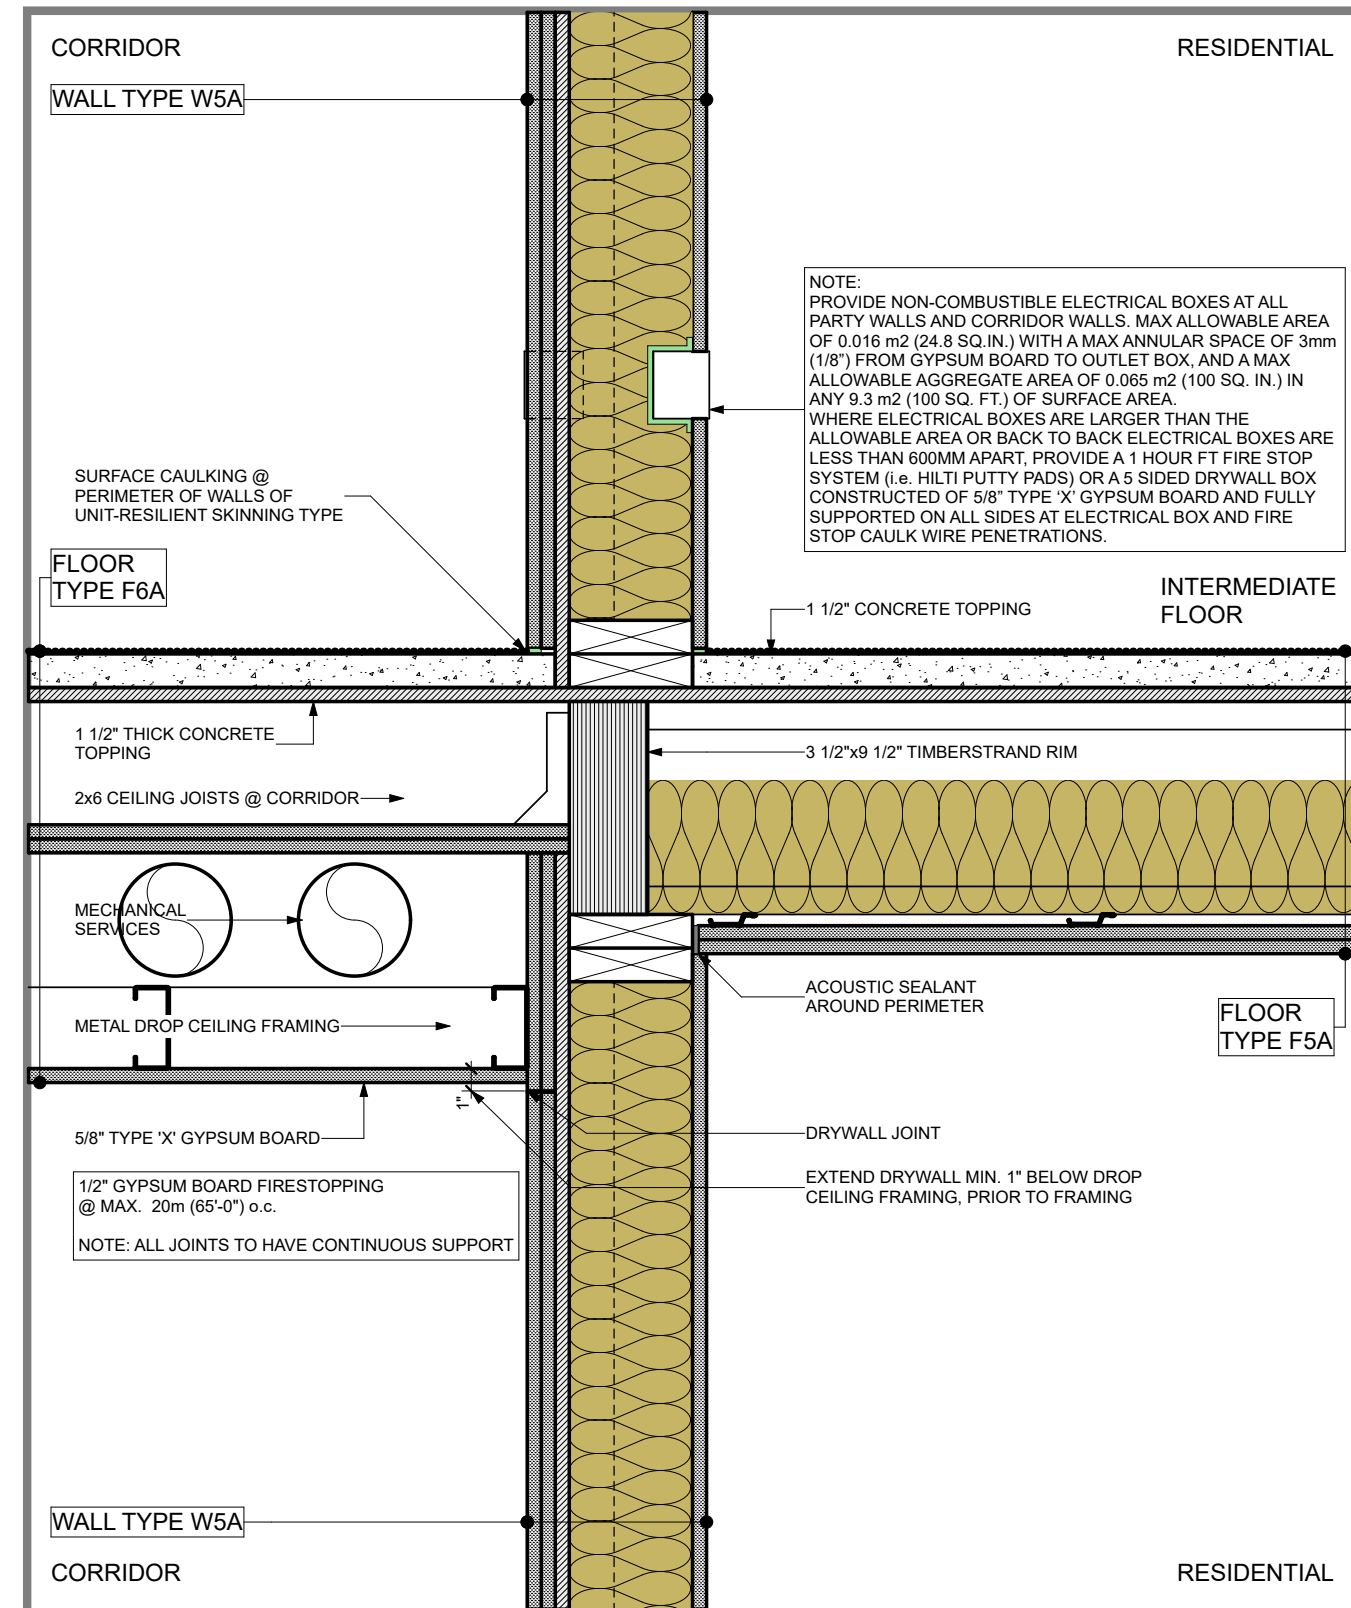 CORRIDOR
RESIDENTIAL
WALL TYPE W5A
NOTE:
PROVIDE NON-COMBUSTIBLE ELECTRICAL BOXES AT ALL
PARTY WALLS AND CORRIDOR WALLS. MAX ALLOWABLE AREA
OF 0.016 m2 (24.8 SQ.IN.) WITH A MAX ANNULAR SPACE OF 3mm
(1/8”) FROM GYPSUM BOARD TO OUTLET BOX, AND A MAX
ALLOWABLE AGGREGATE AREA OF 0.065 m2 (100 SQ. IN.) IN
ANY 9.3 m2 (100 SQ. FT.) OF SURFACE AREA.
WHERE ELECTRICAL BOXES ARE LARGER THAN THE
ALLOWABLE AREA OR BACK TO BACK ELECTRICAL BOXES ARE
LESS THAN 600MM APART, PROVIDE A 1 HOUR FT FIRE STOP
SYSTEM (i.e. HILTI PUTTY PADS) OR A 5 SIDED DRYWALL BOX
CONSTRUCTED OF 5/8” TYPE ‘X’ GYPSUM BOARD AND FULLY
SUPPORTED ON ALL SIDES AT ELECTRICAL BOX AND FIRE
STOP CAULK WIRE PENETRATIONS.
SURFACE CAULKING @
PERIMETER OF WALLS OF
UNIT-RESILIENT SKINNING TYPE
FLOOR
TYPE F6A
INTERMEDIATE
FLOOR
1 1/2" CONCRETE TOPPING
1 1/2" THICK CONCRETE
TOPPING
3 1/2"x9 1/2" TIMBERSTRAND RIM
2x6 CEILING JOISTS @ CORRIDOR
MECHANICAL
SERVICES
ACOUSTIC SEALANT
AROUND PERIMETER
METAL DROP CEILING FRAMING
FLOOR
TYPE F5A
1"
5/8" TYPE 'X' GYPSUM BOARD
DRYWALL JOINT
EXTEND DRYWALL MIN. 1" BELOW DROP
CEILING FRAMING, PRIOR TO FRAMING
1/2" GYPSUM BOARD FIRESTOPPING
@ MAX. 20m (65'-0") o.c.
NOTE: ALL JOINTS TO HAVE CONTINUOUS SUPPORT
WALL TYPE W5A
CORRIDOR
RESIDENTIAL